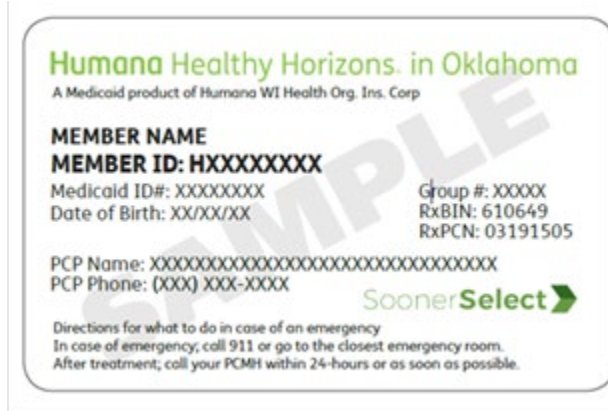 Humana Healthy Horizons. in Oklahoma
A Medicaid product of Humana WI Health Org. Ins. Corp
MEMBER NAME
MEMBER ID: HXXXXXXXX
Medicaid ID#: XXXXXXXX
Group #: XXXXX
Date of Birth: XX/XX/XX
RxBIN: 610649
RxPCN: 03191505
PCP Name: XXXXXXXXXXXXXXXXXXXXXXXXXXXXXXXX
PCP Phone: (XXX) XXX-XXXX
SoonerSelect
Directions for what to do in case of an emergency
In case of emergency; call 911 or go to the closest emergency room.
After treatment; call your PCMH within 24-hours or as soon as possible.
SAMPLE